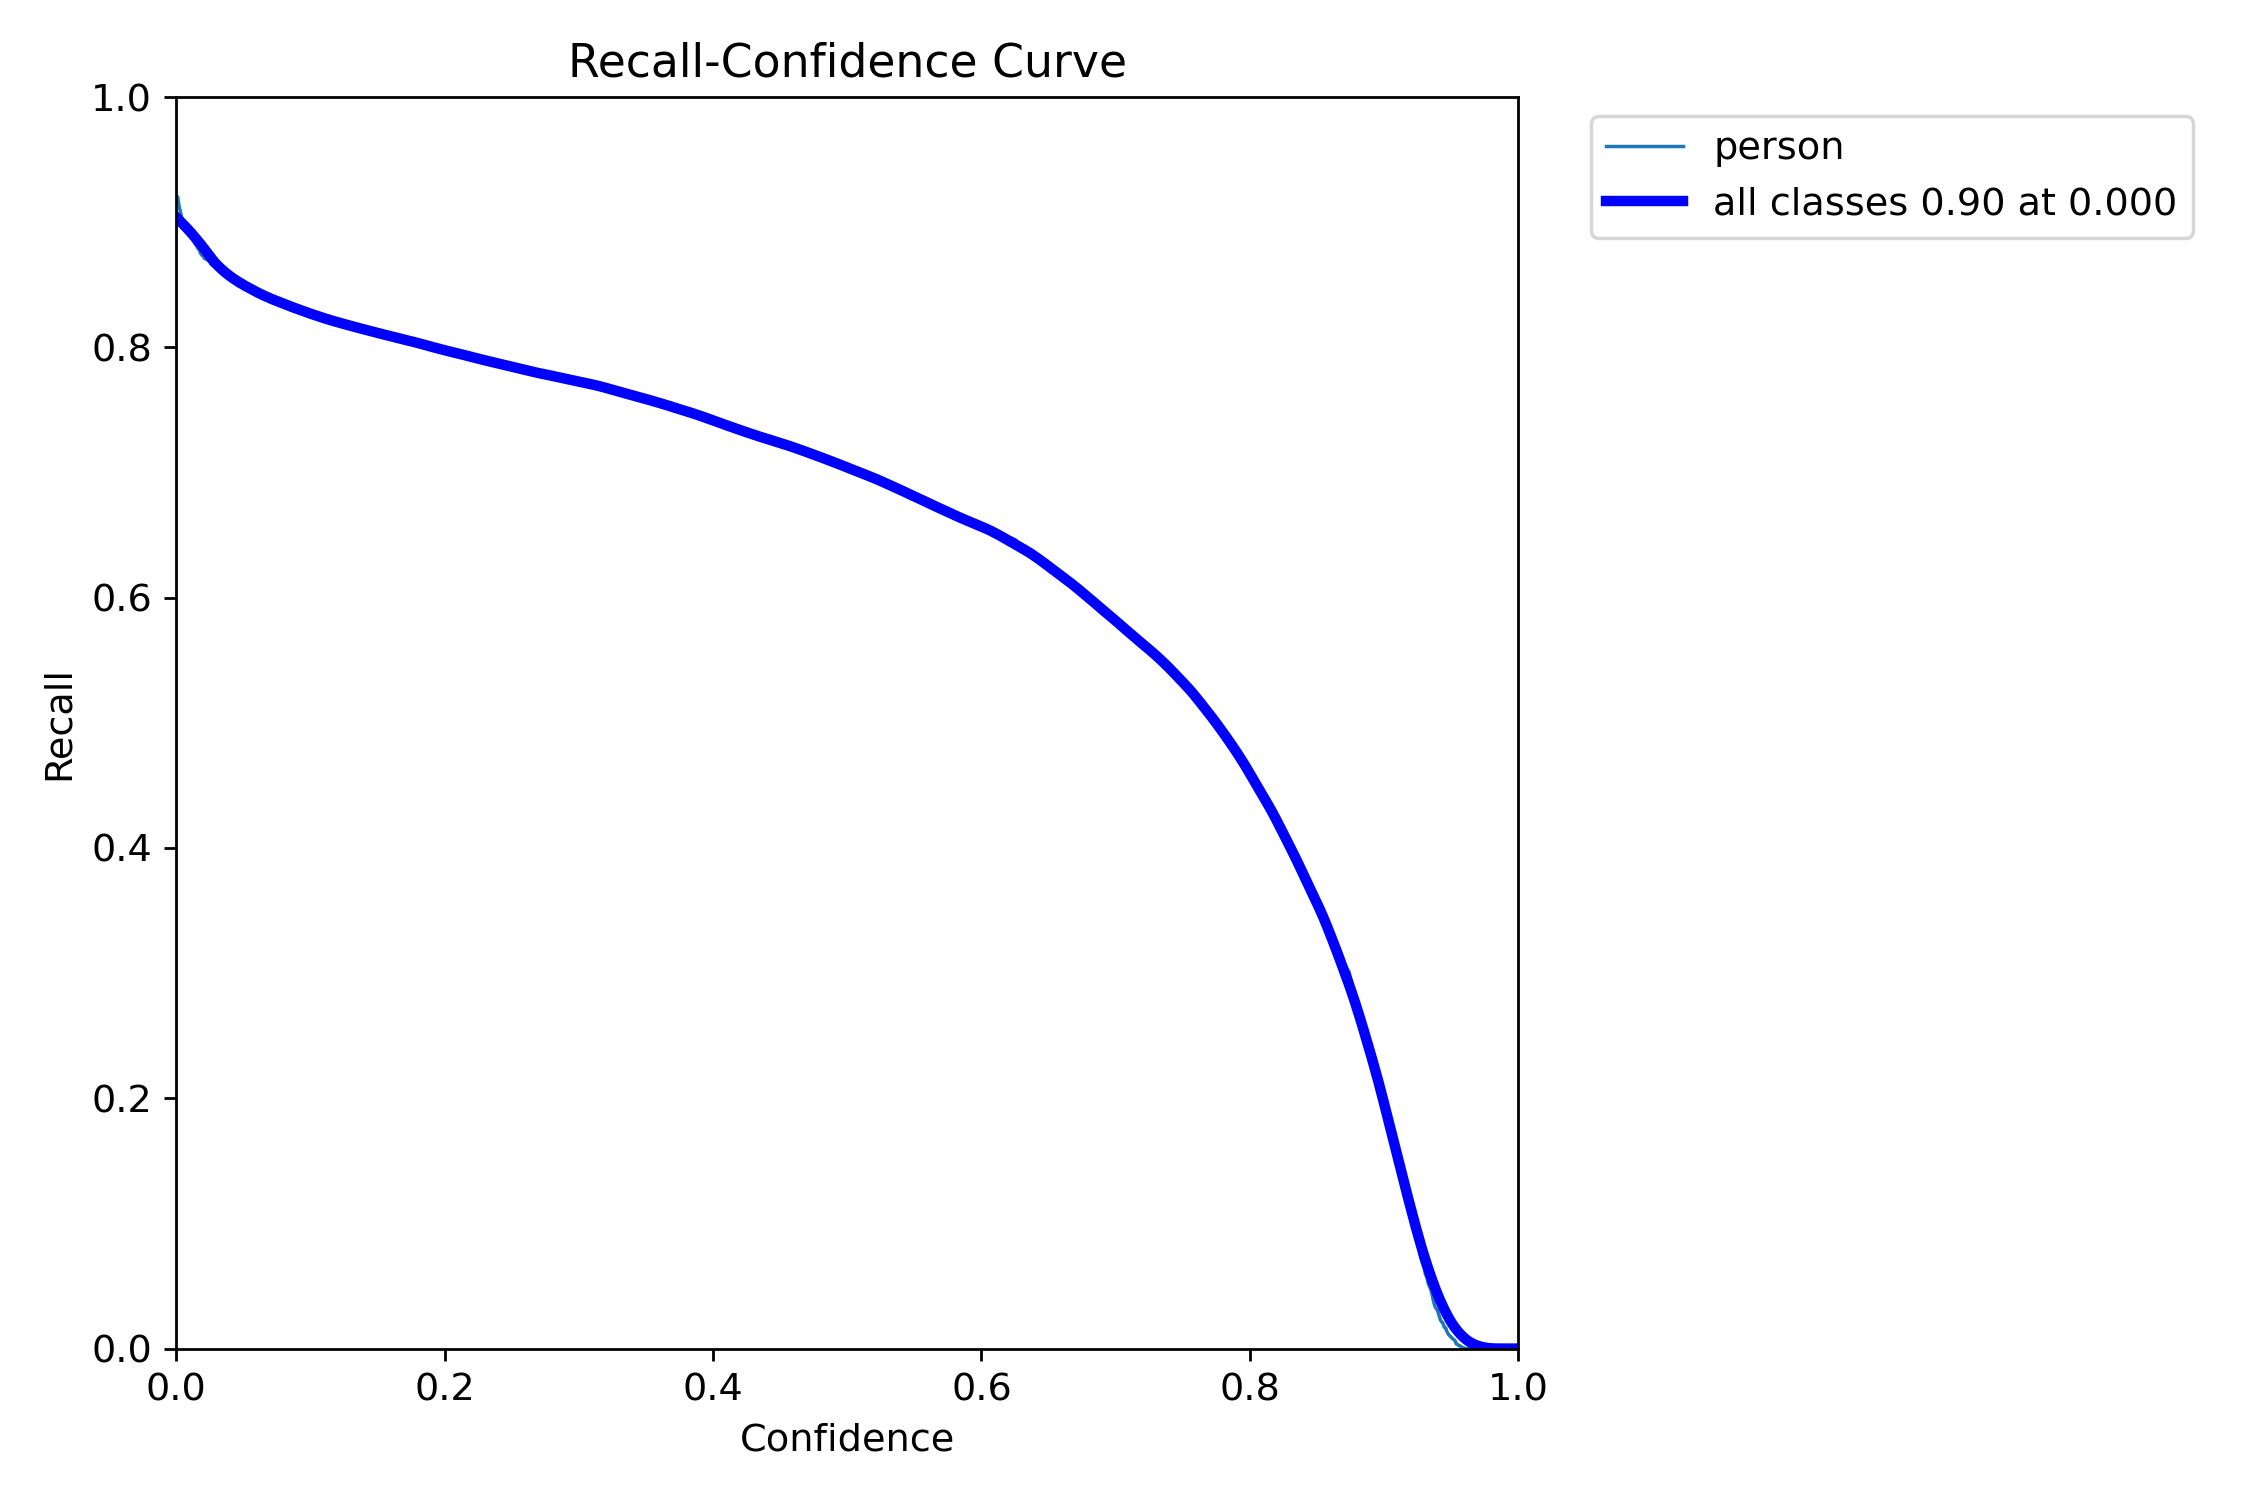 Recall-Confidence Curve
1.0
0.8
0.6
0.4
0.2
0.0
Recall
0.0 0.2 0.4 0.6 0.8 1.0
Confidence
person
all classes 0.90 at 0.000